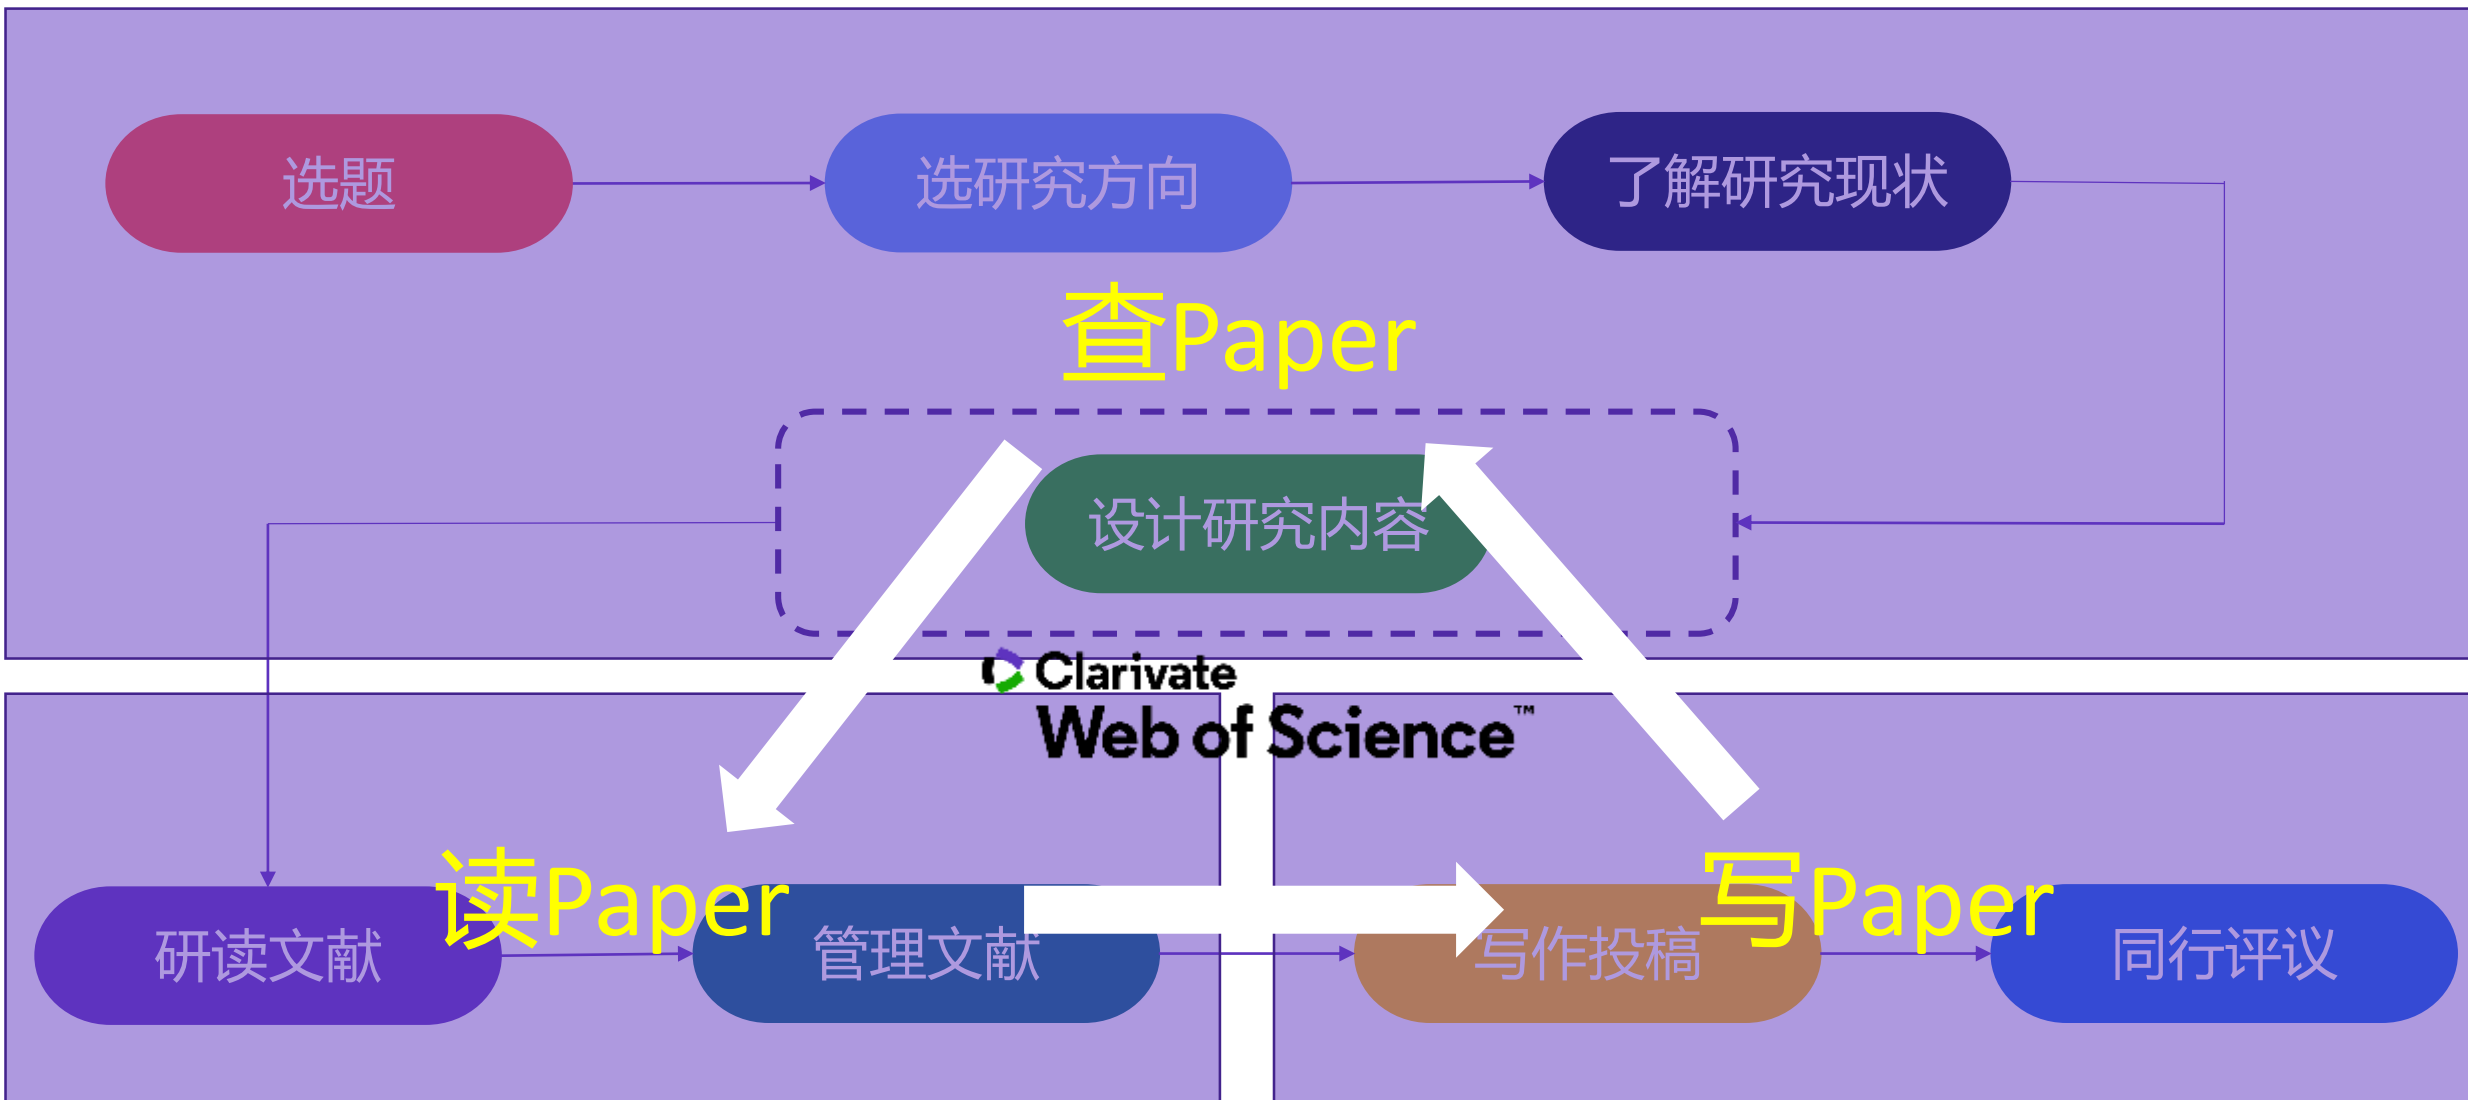 选题
选研究方向
了解研究现状
查Paper
设计研究内容
Clarivate
Web of Science™
读Paper
写Paper
研读文献
管理文献
写作投稿
同行评议